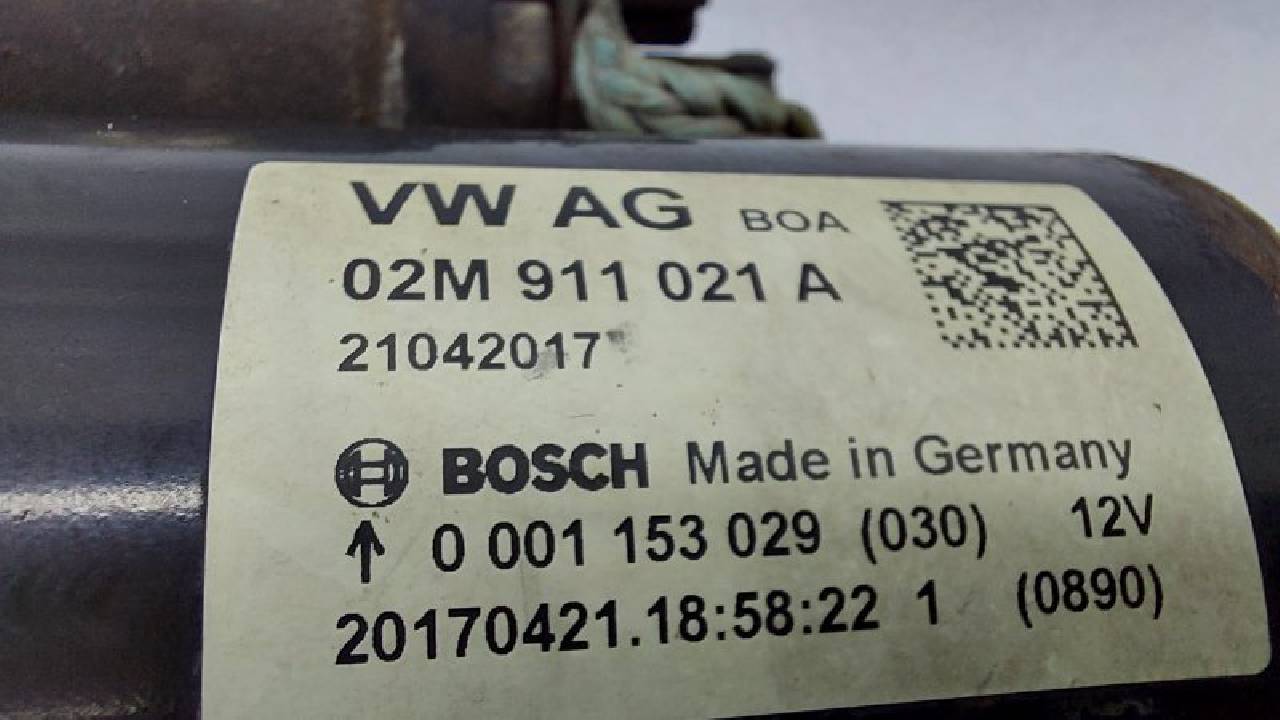 VW AG BOA
02M 911 021 A
21042017
BOSCH Made in Germany
↑ 0 001 153 029 (030) 12V
20170421.18:58:22 1 (0890)